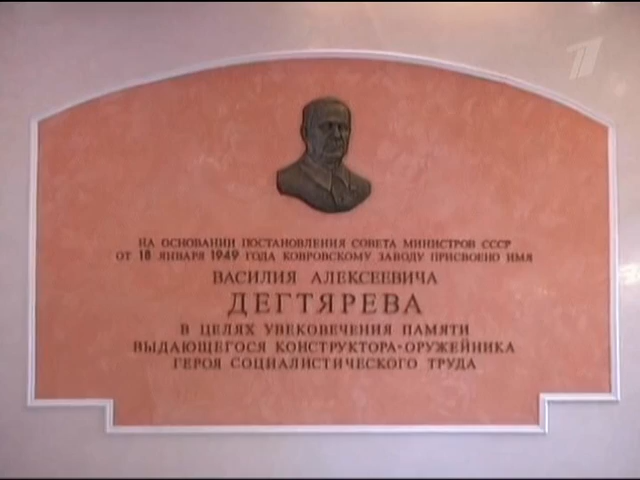 НА ОСНОВАНИИ ПОСТАНОВЛЕНИЯ СОВЕТА МИНИСТРОВ СССР
ОТ 18 ЯНВАРЯ 1949 ГОДА КОВРОВСКОМУ ЗАВОДУ ПРИСВОЕНО ИМЯ
ВАСИЛИЯ АЛЕКСЕЕВИЧА
ДЕГТЯРЕВА
В ЦЕЛЯХ УВЕКОВЕЧЕНИЯ ПАМЯТИ
ВЫДАЮЩЕГОСЯ КОНСТРУКТОРА-ОРУЖЕЙНИКА
ГЕРОЯ СОЦИАЛИСТИЧЕСКОГО ТРУДА